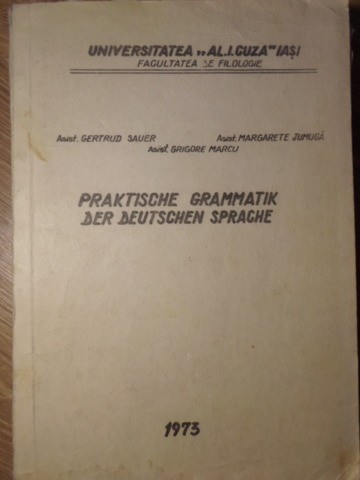 UNIVERSITATEA „AL.I.CUZA” IAȘI
FACULTATEA DE FILOLOGIE
Asist. GERTRUD SAUER Asist. MARGARETE JUMUGĂ
Asist. GRIGORE MARCU
PRAKTISCHE GRAMMATIK
DER DEUTSCHEN SPRACHE
1973